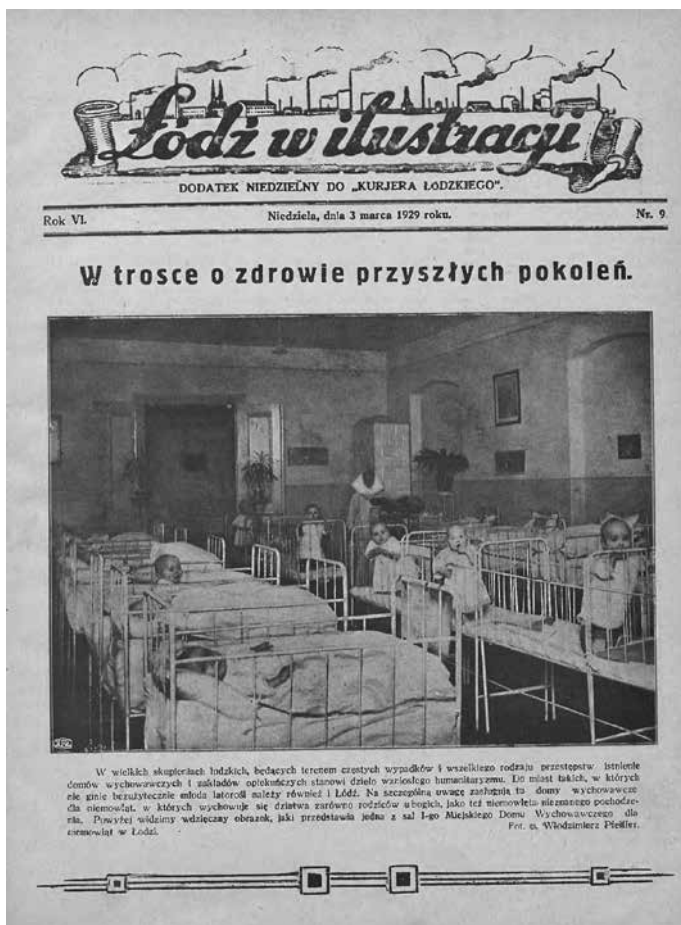 Łódź w ilustracji
DODATEK NIEDZIELNY DO „KURJERA ŁODZKIEGO".
Rok VI.
Niedziela, dnia 3 marca 1929 roku.
Nr. 9
W trosce o zdrowie przyszłych pokoleń.
W wielkich skupieniach ludzkich, będących terenem częstych wypadków i wszelkiego rodzaju przestępstw istnienie
domów wychowawczych i zakładów opiekuńczych stanowi dzieło wzniosłego humanitaryzmu. Do miast takich, w których
nie ginie bezużytecznie młoda latorośl należy również i Łódź. Na szczególną uwagę zasługują tu domy wychowawcze
dla niemowląt, w których wychowuje się dziatwa zarówno rodziców ubogich, jako też niemowlęta nieznanego pochodze-
nia. Powyżej widzimy wdzięczny obrazek, jaki przedstawia jedna z sal I-go Miejskiego Domu Wychowawczego dla
niemowląt w Łodzi.
Fot. p. Włodzimierz Pfeiffer.